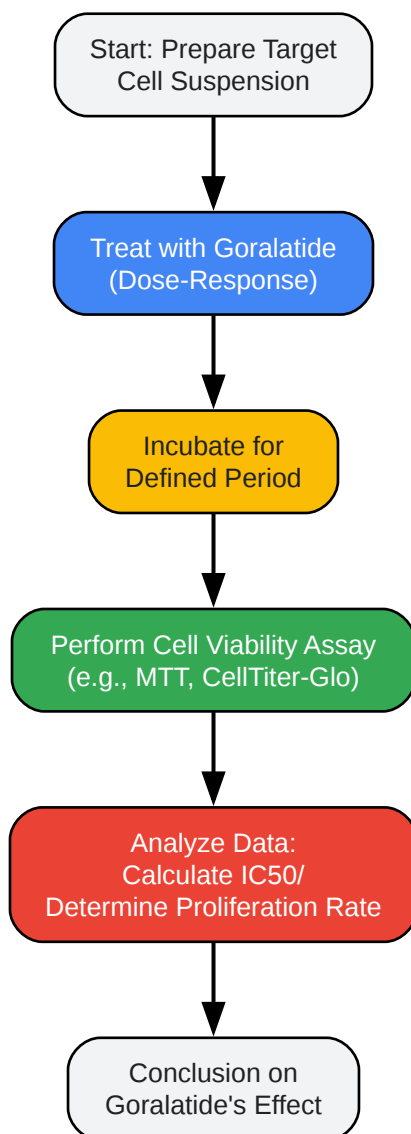 Start: Prepare Target
Cell Suspension
Treat with Goralatide
(Dose-Response)
Incubate for
Defined Period
Perform Cell Viability Assay
(e.g., MTT, CellTiter-Glo)
Analyze Data:
Calculate IC50/
Determine Proliferation Rate
Conclusion on
Goralatide's Effect